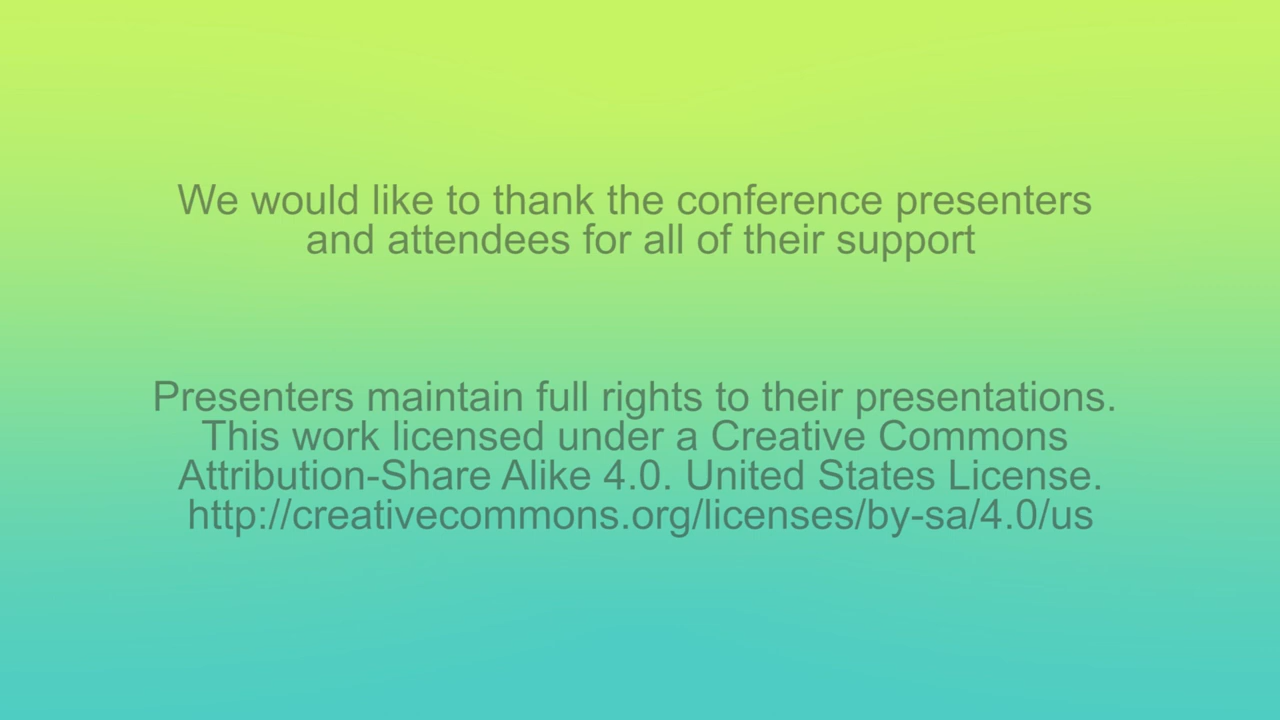 We would like to thank the conference presenters
and attendees for all of their support
Presenters maintain full rights to their presentations.
This work licensed under a Creative Commons
Attribution-Share Alike 4.0. United States License.
http://creativecommons.org/licenses/by-sa/4.0/us